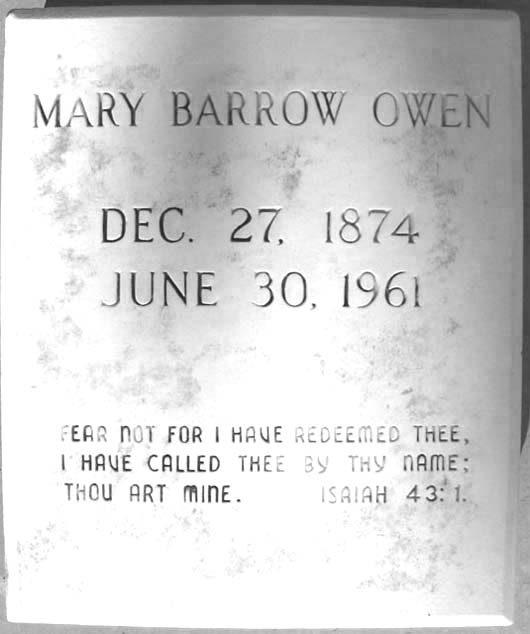 MARY BARROW OWEN
DEC. 27, 1874
JUNE 30, 1961
FEAR NOT FOR I HAVE REDEEMED THEE,
I HAVE CALLED THEE BY THY NAME;
THOU ART MINE. ISAIAH 43:1.